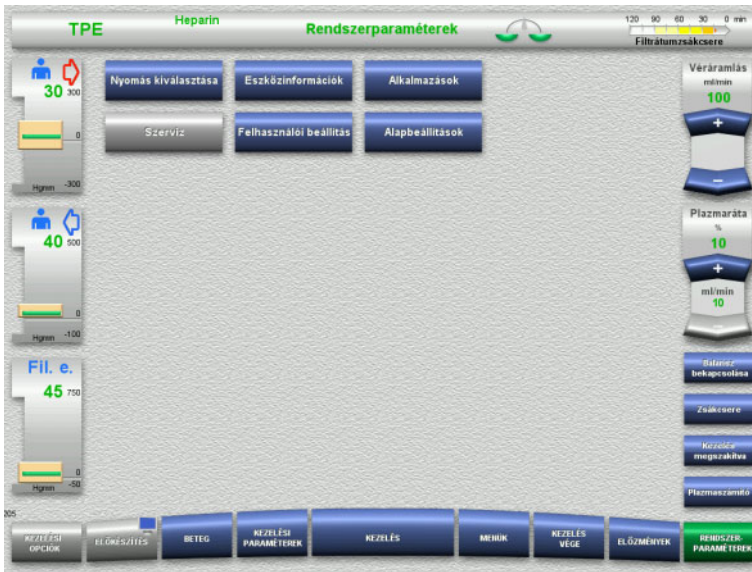 TPE
Heparin
Rendszerparaméterek
120 90 60 30 0 min
Filtrátumzsákcsere
30
300
0
-300
Hgmm
Nyomás kiválasztása
Eszközinformációk
Alkalmazások
Szerviz
Felhasználói beállítás
Alapbeállítások
Véráramlás
ml/min
100
+
−
40
500
0
-100
Hgmm
Plazmaráta
%
10
+
ml/min
10
−
Fil. e.
45
750
0
-50
Hgmm
Balansz
bekapcsolása
Zsákcsere
Kezelés
megszakítva
Plazmaszámító
205
KEZELÉSI
OPCIÓK
ELŐKÉSZÍTÉS
BETEG
KEZELÉSI
PARAMÉTEREK
KEZELÉS
MENÜK
KEZELÉS
VÉGE
ELŐZMÉNYEK
RENDSZER-
PARAMÉTEREK